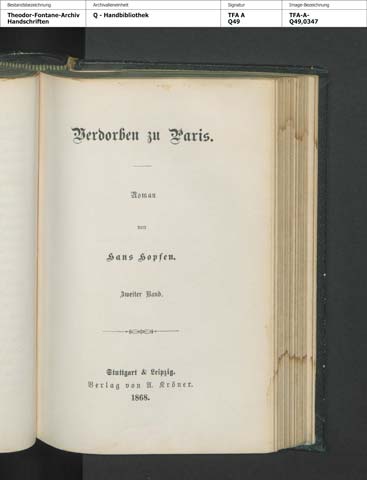 Bestandsbezeichnung Archivalieneinheit Signatur Image-Bezeichnung
Theodor-Fontane-Archiv Q - Handbibliothek TFA A TFA-A-
Handschriften Q49 Q49,0347
Verdorben zu Paris.
Roman
von
Hans Hopfen.
Zweiter Band.
Stuttgart & Leipzig.
Verlag von A. Kröner.
1868.